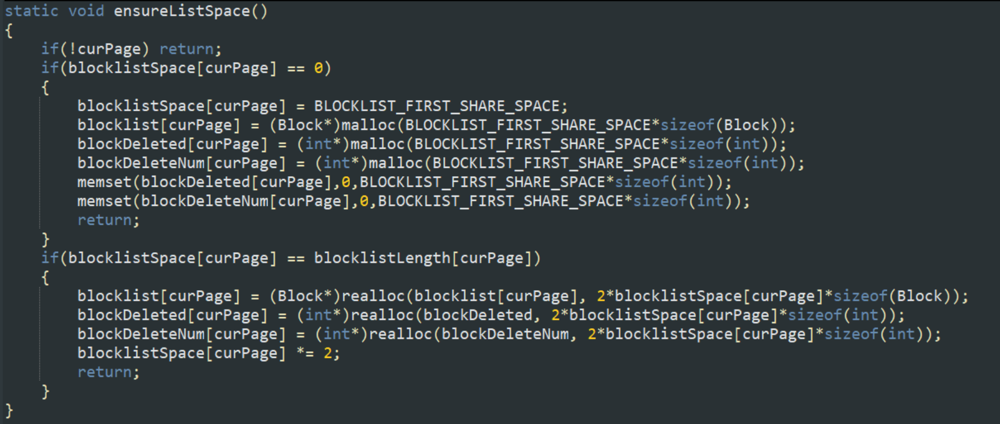 static void ensureListSpace()
{
    if(!curPage) return;
    if(blocklistSpace[curPage] == 0)
    {
        blocklistSpace[curPage] = BLOCKLIST_FIRST_SHARE_SPACE;
        blocklist[curPage] = (Block*)malloc(BLOCKLIST_FIRST_SHARE_SPACE*sizeof(Block));
        blockDeleted[curPage] = (int*)malloc(BLOCKLIST_FIRST_SHARE_SPACE*sizeof(int));
        blockDeleteNum[curPage] = (int*)malloc(BLOCKLIST_FIRST_SHARE_SPACE*sizeof(int));
        memset(blockDeleted[curPage],0,BLOCKLIST_FIRST_SHARE_SPACE*sizeof(int));
        memset(blockDeleteNum[curPage],0,BLOCKLIST_FIRST_SHARE_SPACE*sizeof(int));
        return;
    }
    if(blocklistSpace[curPage] == blocklistLength[curPage])
    {
        blocklist[curPage] = (Block*)realloc(blocklist[curPage], 2*blocklistSpace[curPage]*sizeof(Block));
        blockDeleted[curPage] = (int*)realloc(blockDeleted, 2*blocklistSpace[curPage]*sizeof(int));
        blockDeleteNum[curPage] = (int*)realloc(blockDeleteNum, 2*blocklistSpace[curPage]*sizeof(int));
        blocklistSpace[curPage] *= 2;
        return;
    }
}